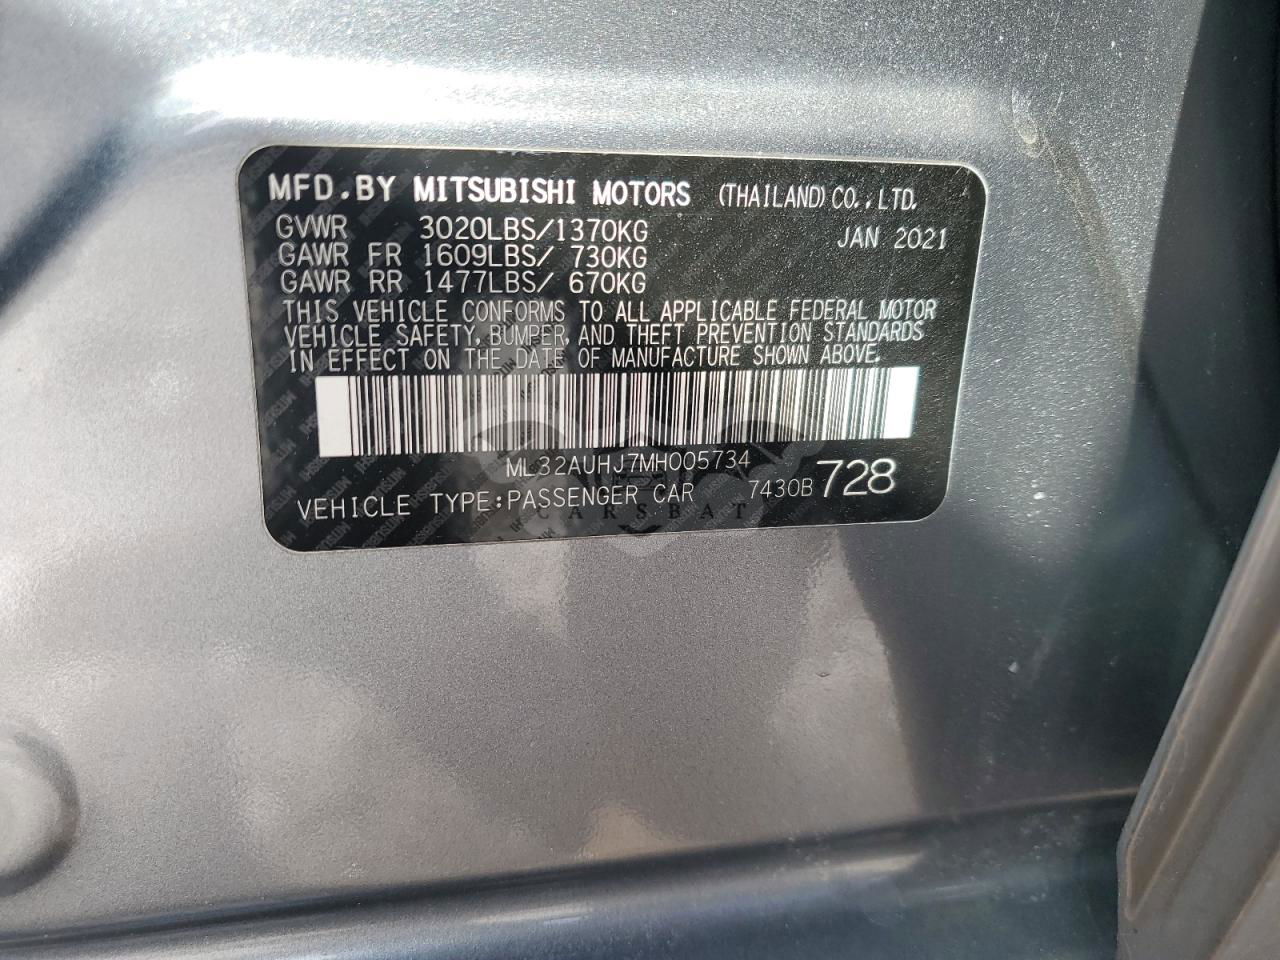 MFD.BY MITSUBISHI MOTORS (THAILAND) CO.,LTD.
GVWR 3020LBS/1370KG JAN 2021
GAWR FR 1609LBS/ 730KG
GAWR RR 1477LBS/ 670KG
THIS VEHICLE CONFORMS TO ALL APPLICABLE FEDERAL MOTOR
VEHICLE SAFETY, BUMPER, AND THEFT PREVENTION STANDARDS
IN EFFECT ON THE DATE OF MANUFACTURE SHOWN ABOVE.
ML32AUHJ7MH005734
VEHICLE TYPE:PASSENGER CAR 7430B 728
CARSBAT